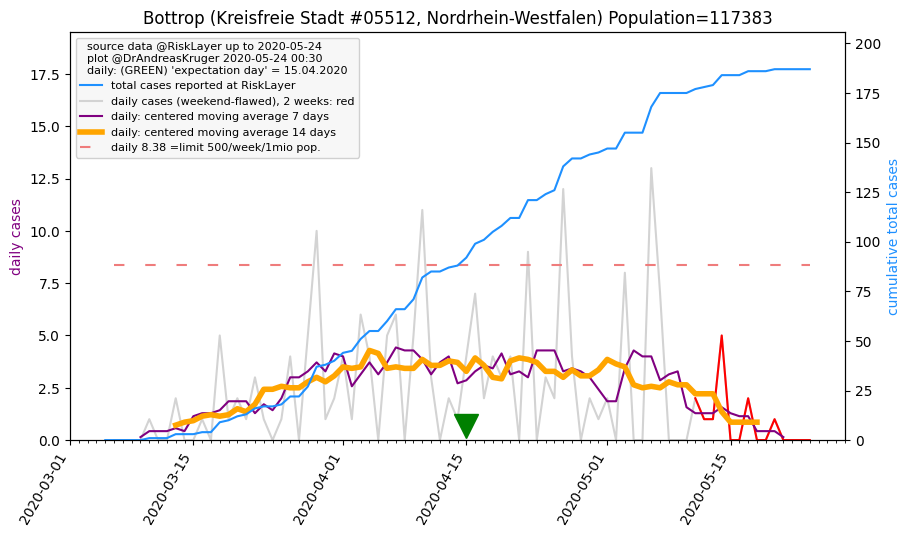 Bottrop (Kreisfreie Stadt #05512, Nordrhein-Westfalen) Population=117383
source data @RiskLayer up to 2020-05-24
plot @DrAndreasKruger 2020-05-24 00:30
daily: (GREEN) 'expectation day' = 15.04.2020
total cases reported at RiskLayer
daily cases (weekend-flawed), 2 weeks: red
daily: centered moving average 7 days
daily: centered moving average 14 days
daily 8.38 =limit 500/week/1mio pop.
daily cases
17.5
15.0
12.5
10.0
7.5
5.0
2.5
0.0
200
175
150
125
100
75
50
25
0
cumulative total cases
2020-03-01
2020-03-15
2020-04-01
2020-04-15
2020-05-01
2020-05-15